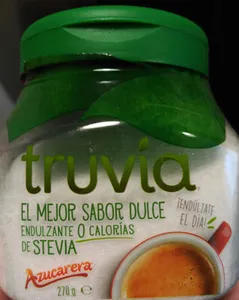 truvia
EL MEJOR SABOR DULCE
ENDULZANTE 0 CALORÍAS
DE STEVIA
¡ENDÚLZATE
EL DÍA!
Azucarera
270 g e